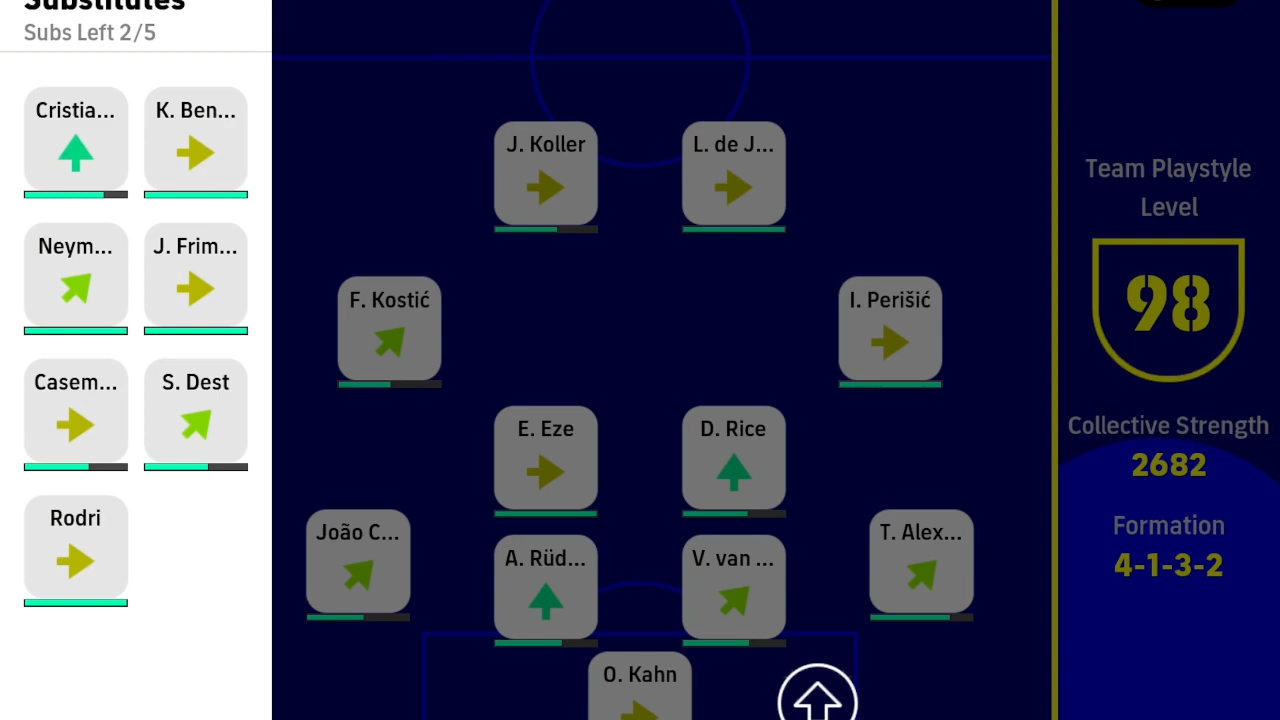 Substitutes
Subs Left 2/5
Cristia...
K. Ben...
Neym...
J. Frim...
Casem...
S. Dest
Rodri
J. Koller
L. de J...
F. Kostić
I. Perišić
E. Eze
D. Rice
João C...
A. Rüd...
V. van ...
T. Alex...
O. Kahn
Team Playstyle
Level
98
Collective Strength
2682
Formation
4-1-3-2